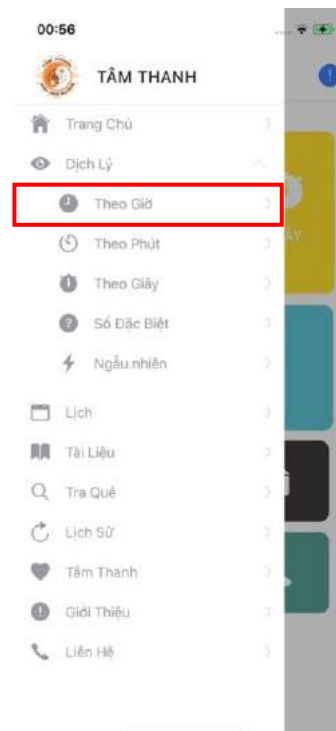 00:56
TÂM THANH
Trang Chủ
Dịch Lý
Theo Giờ
Theo Phút
Theo Giây
Số Đặc Biệt
Ngẫu nhiên
Lịch
Tài Liệu
Tra Quẻ
Lịch Sử
Tâm Thanh
Giới Thiệu
Liên Hệ